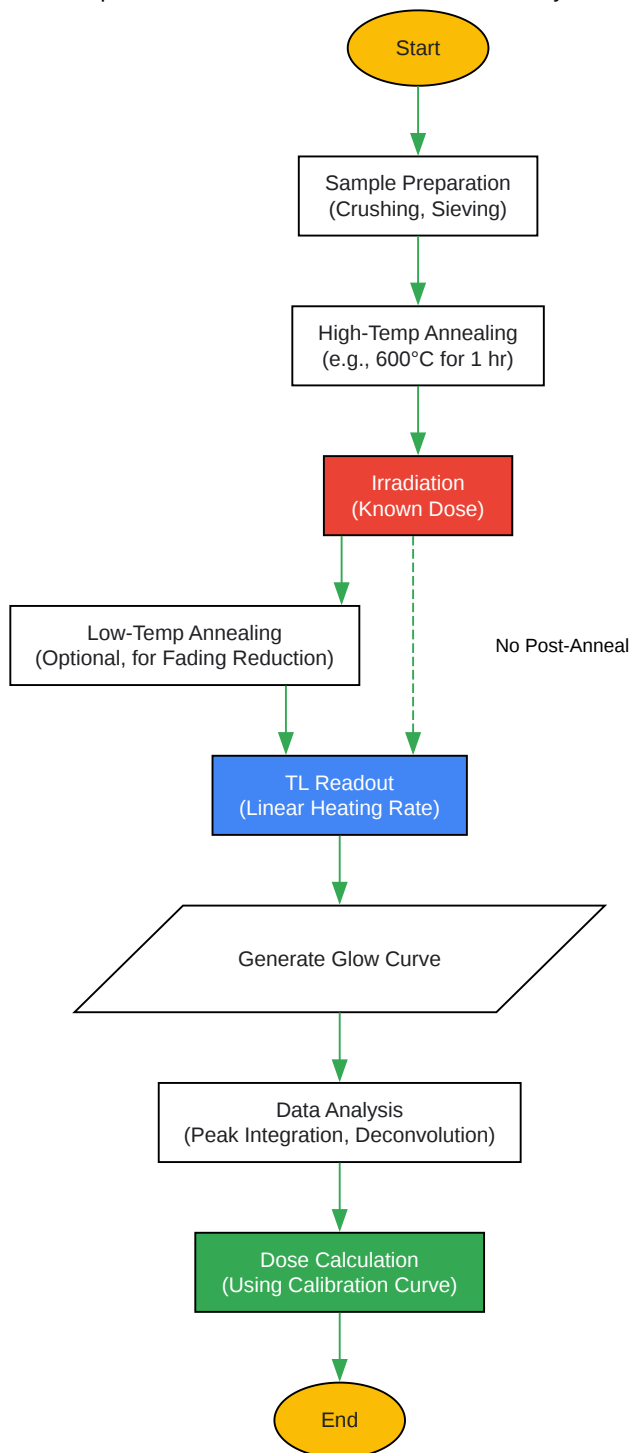 Start
Sample Preparation
(Crushing, Sieving)
High-Temp Annealing
(e.g., 600°C for 1 hr)
Irradiation
(Known Dose)
Low-Temp Annealing
(Optional, for Fading Reduction)
No Post-Anneal
TL Readout
(Linear Heating Rate)
Generate Glow Curve
Data Analysis
(Peak Integration, Deconvolution)
Dose Calculation
(Using Calibration Curve)
End